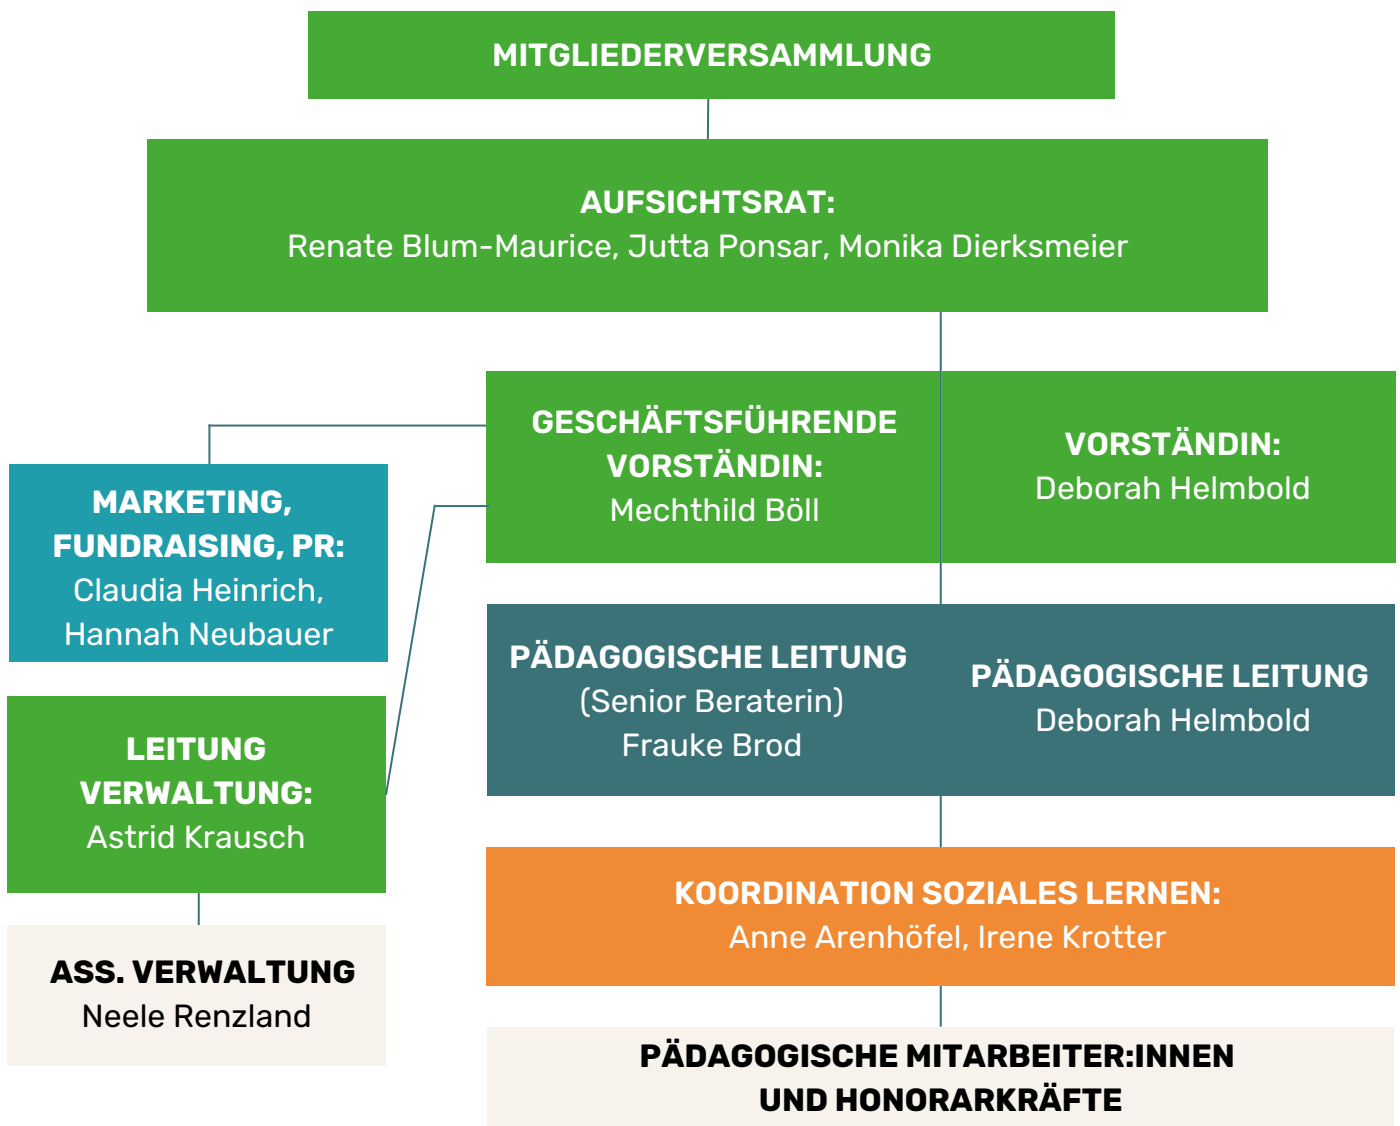 MITGLIEDERVERSAMMLUNG
AUFSICHTSRAT:
Renate Blum-Maurice, Jutta Ponsar, Monika Dierksmeier
GESCHÄFTSFÜHRENDE
VORSTÄNDIN:
Mechthild Böll
VORSTÄNDIN:
Deborah Helmbold
MARKETING,
FUNDRAISING, PR:
Claudia Heinrich,
Hannah Neubauer
PÄDAGOGISCHE LEITUNG
(Senior Beraterin)
Frauke Brod
PÄDAGOGISCHE LEITUNG
Deborah Helmbold
LEITUNG
VERWALTUNG:
Astrid Krausch
KOORDINATION SOZIALES LERNEN:
Anne Arenhöfel, Irene Krotter
ASS. VERWALTUNG
Neele Renzland
PÄDAGOGISCHE MITARBEITER:INNEN
UND HONORARKRÄFTE